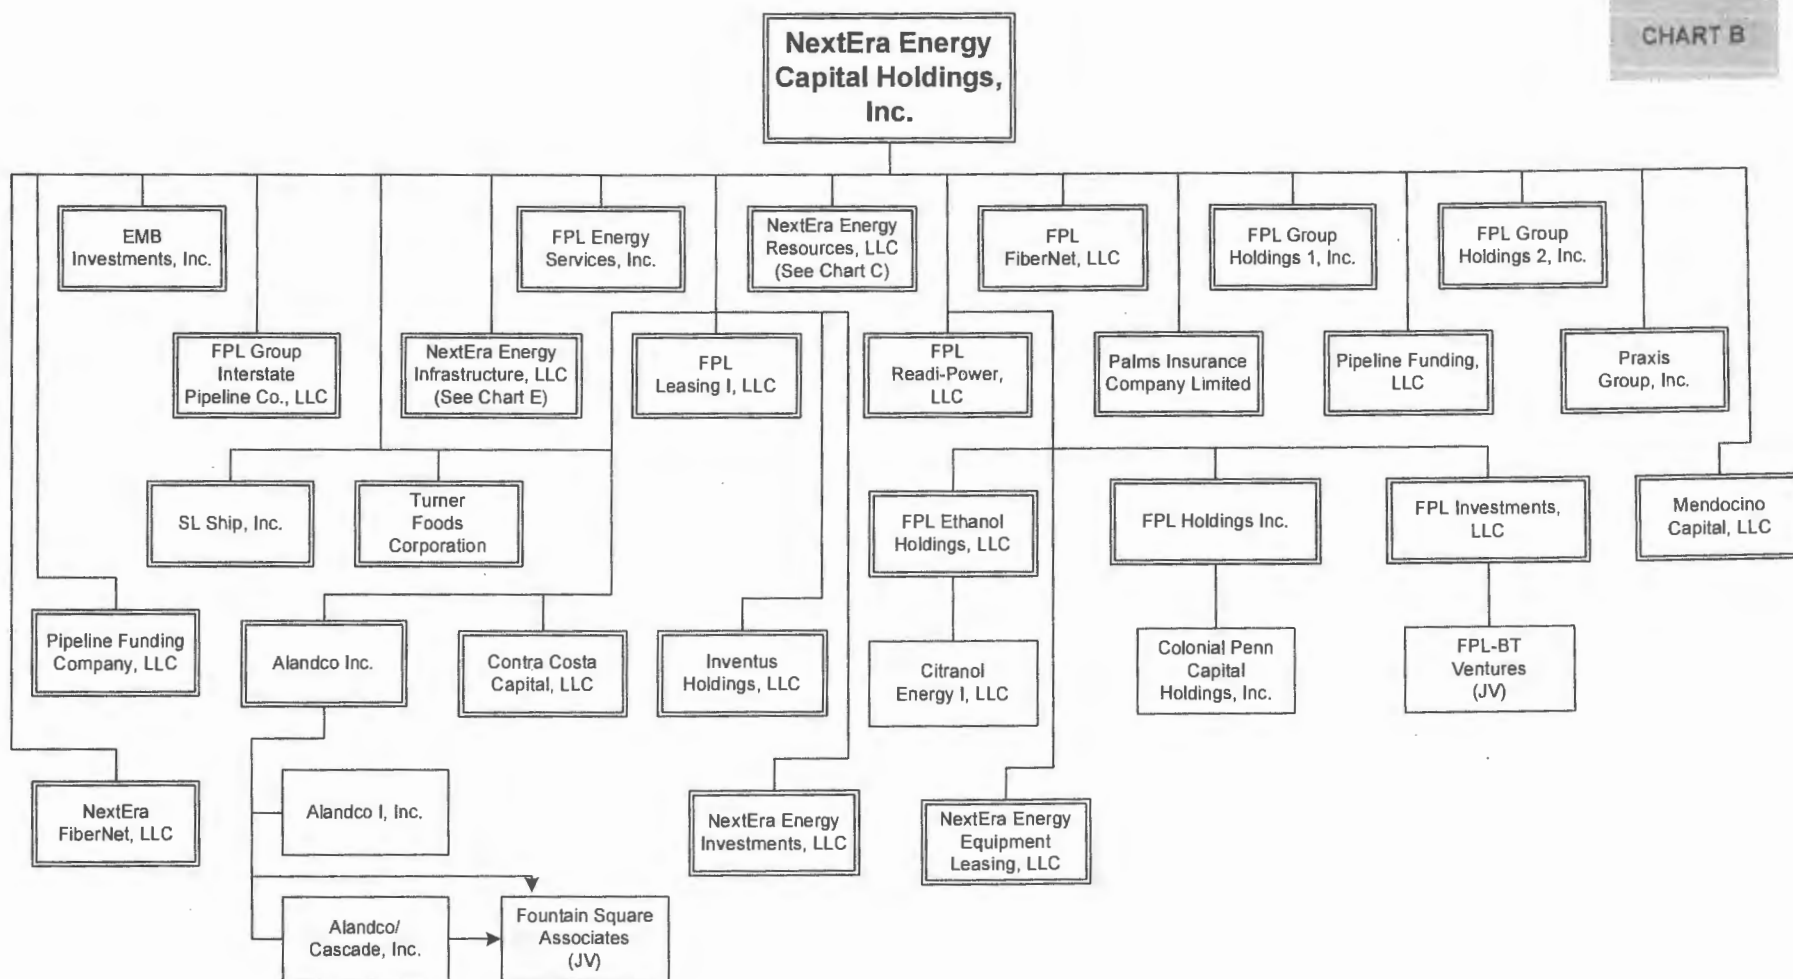 CHART B
NextEra Energy
Capital Holdings,
Inc.
EMB
Investments, Inc.
FPL Energy
Services, Inc.
NextEra Energy
Resources, LLC
(See Chart C)
FPL
FiberNet, LLC
FPL Group
Holdings 1, Inc.
FPL Group
Holdings 2, Inc.
FPL Group
Interstate
Pipeline Co., LLC
NextEra Energy
Infrastructure, LLC
(See Chart E)
FPL
Leasing I, LLC
FPL
Readi-Power,
LLC
Palms Insurance
Company Limited
Pipeline Funding,
LLC
Praxis
Group, Inc.
SL Ship, Inc.
Turner
Foods
Corporation
FPL Ethanol
Holdings, LLC
FPL Holdings Inc.
FPL Investments,
LLC
Mendocino
Capital, LLC
Pipeline Funding
Company, LLC
Alandco Inc.
Contra Costa
Capital, LLC
Inventus
Holdings, LLC
Citranol
Energy I, LLC
Colonial Penn
Capital
Holdings, Inc.
FPL-BT
Ventures
(JV)
NextEra
FiberNet, LLC
Alandco I, Inc.
NextEra Energy
Investments, LLC
NextEra Energy
Equipment
Leasing, LLC
Alandco/
Cascade, Inc.
Fountain Square
Associates
(JV)